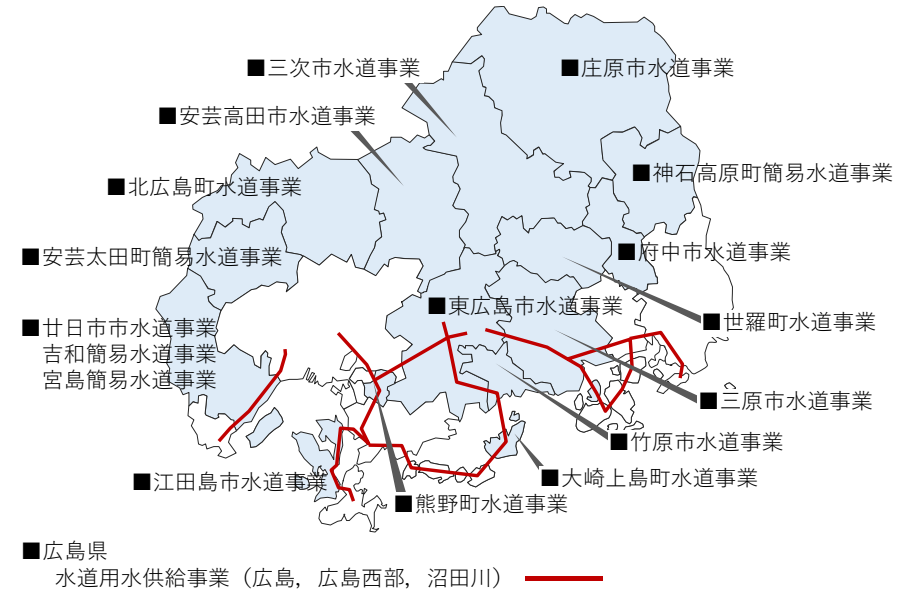 ■三次市水道事業
■庄原市水道事業
■安芸高田市水道事業
■神石高原町簡易水道事業
■北広島町水道事業
■府中市水道事業
■安芸太田町簡易水道事業
■東広島市水道事業
■世羅町水道事業
■廿日市市水道事業
吉和簡易水道事業
宮島簡易水道事業
■三原市水道事業
■竹原市水道事業
■大崎上島町水道事業
■江田島市水道事業
■熊野町水道事業
■広島県
水道用水供給事業（広島，広島西部，沼田川）